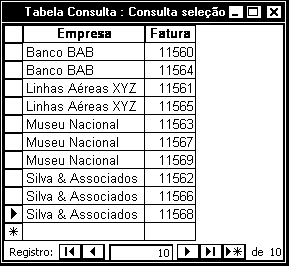 Tabela Consulta : Consulta seleção
Empresa Fatura
Banco BAB 11560
Banco BAB 11564
Linhas Aéreas XYZ 11561
Linhas Aéreas XYZ 11565
Museu Nacional 11563
Museu Nacional 11567
Museu Nacional 11569
Silva & Associados 11562
Silva & Associados 11566
Silva & Associados 11568
Registro: 10 de 10